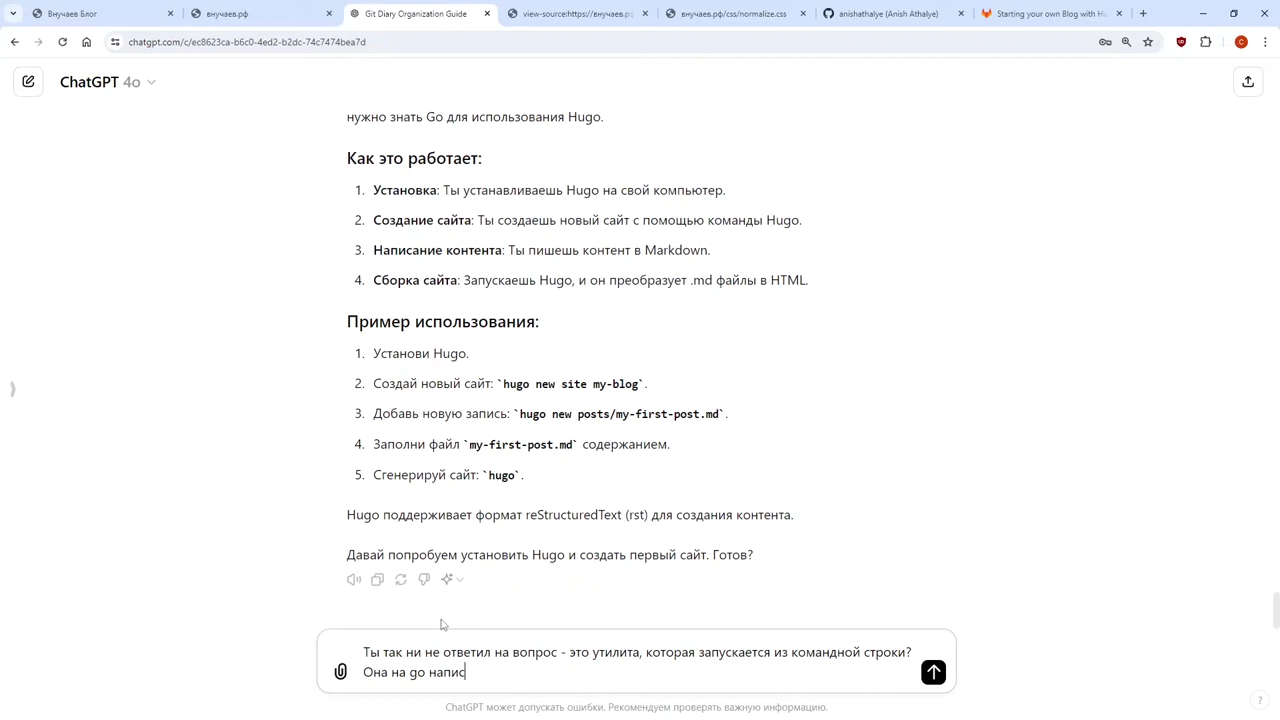 Внучаев Блог
внучаев.рф
Git Diary Organization Guide
view-source:https://внучаев.рф
внучаев.рф/css/normalize.css
anishathalye (Anish Athalye)
Starting your own Blog with Hu
chatgpt.com/c/ec8623ca-b6c0-4ed2-b2dc-74c7474bea7d
C
ChatGPT 4o
нужно знать Go для использования Hugo.
Как это работает:
1. Установка: Ты устанавливаешь Hugo на свой компьютер.
2. Создание сайта: Ты создаешь новый сайт с помощью команды Hugo.
3. Написание контента: Ты пишешь контент в Markdown.
4. Сборка сайта: Запускаешь Hugo, и он преобразует .md файлы в HTML.
Пример использования:
1. Установи Hugo.
2. Создай новый сайт: `hugo new site my-blog`.
3. Добавь новую запись: `hugo new posts/my-first-post.md`.
4. Заполни файл `my-first-post.md` содержанием.
5. Сгенерируй сайт: `hugo`.
Hugo поддерживает формат reStructuredText (rst) для создания контента.
Давай попробуем установить Hugo и создать первый сайт. Готов?
Ты так ни не ответил на вопрос - это утилита, которая запускается из командной строки?
Она на go напис
ChatGPT может допускать ошибки. Рекомендуем проверять важную информацию.
?